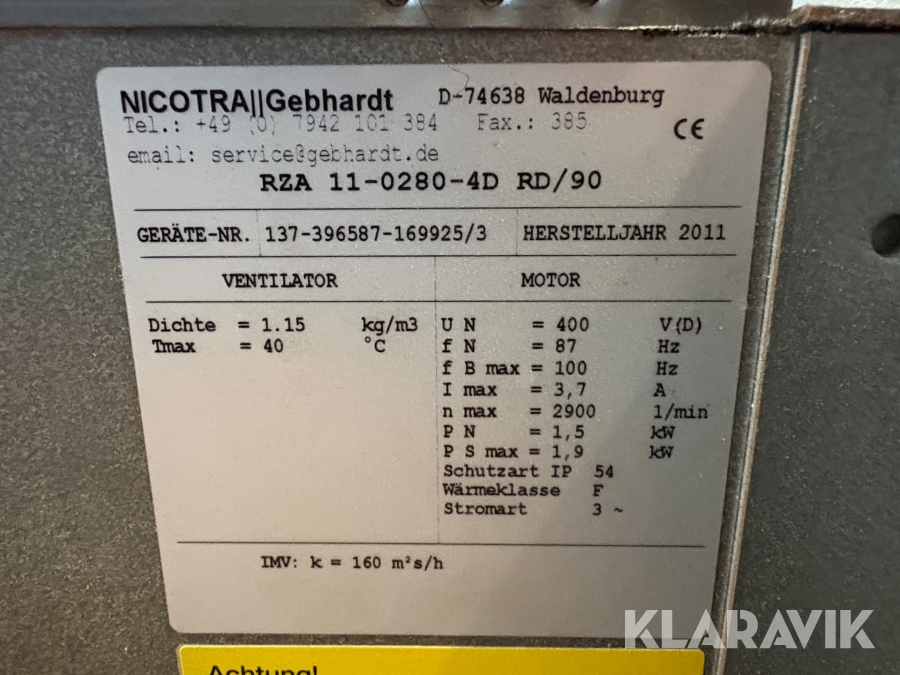 NICOTRA||Gebhardt D-74638 Waldenburg
Tel.: +49 (0) 7942 101 384 Fax.: 385
CE
email: service@gebhardt.de
RZA 11-0280-4D RD/90
GERÄTE-NR. 137-396587-169925/3 HERSTELLJAHR 2011
VENTILATOR MOTOR
Dichte = 1.15 kg/m3 U N = 400 V(D)
Tmax = 40 °C f N = 87 Hz
f B max = 100 Hz
I max = 3,7 A
n max = 2900 1/min
P N = 1,5 kW
P S max = 1,9 kW
Schutzart IP 54
Wärmeklasse F
Stromart 3 ~
IMV: k = 160 m²s/h
KLARAVIK
Achtung!